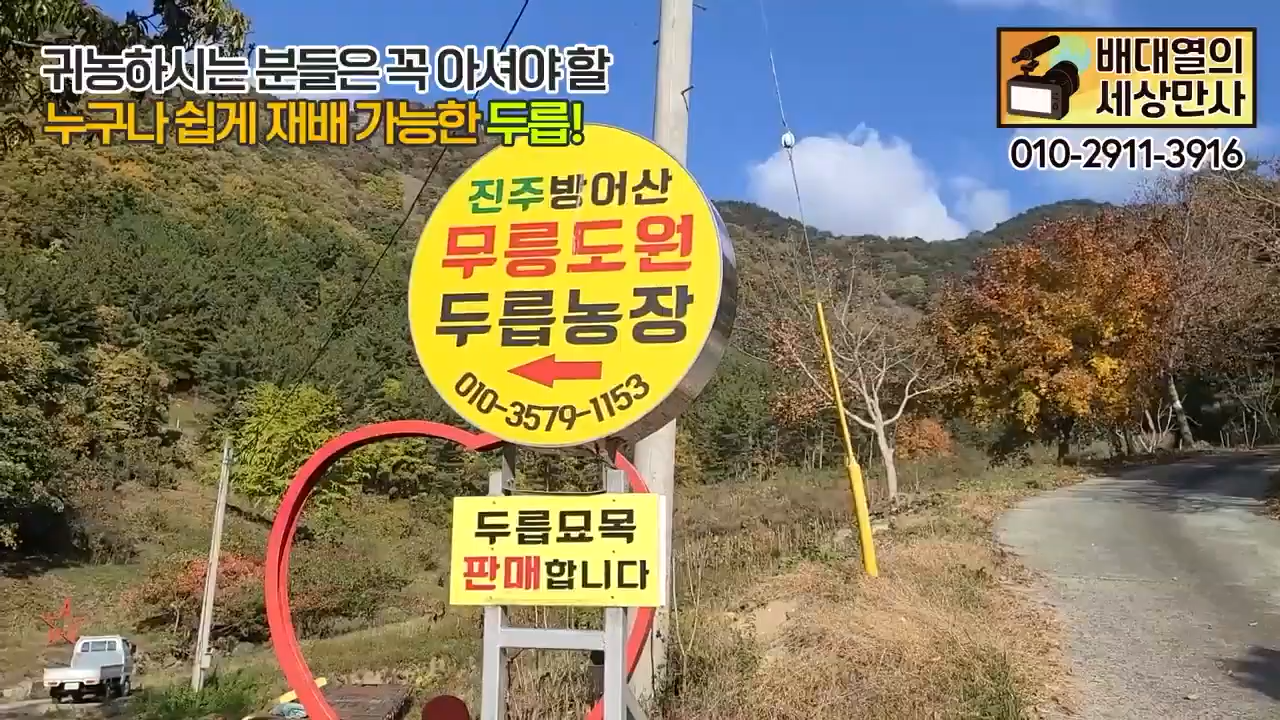 귀농하시는 분들은 꼭 아셔야 할
누구나 쉽게 재배 가능한 두릅!
배대열의
세상만사
010-2911-3916
진주방어산
무릉도원
두릅농장
010-3579-1153
두릅묘목
판매합니다